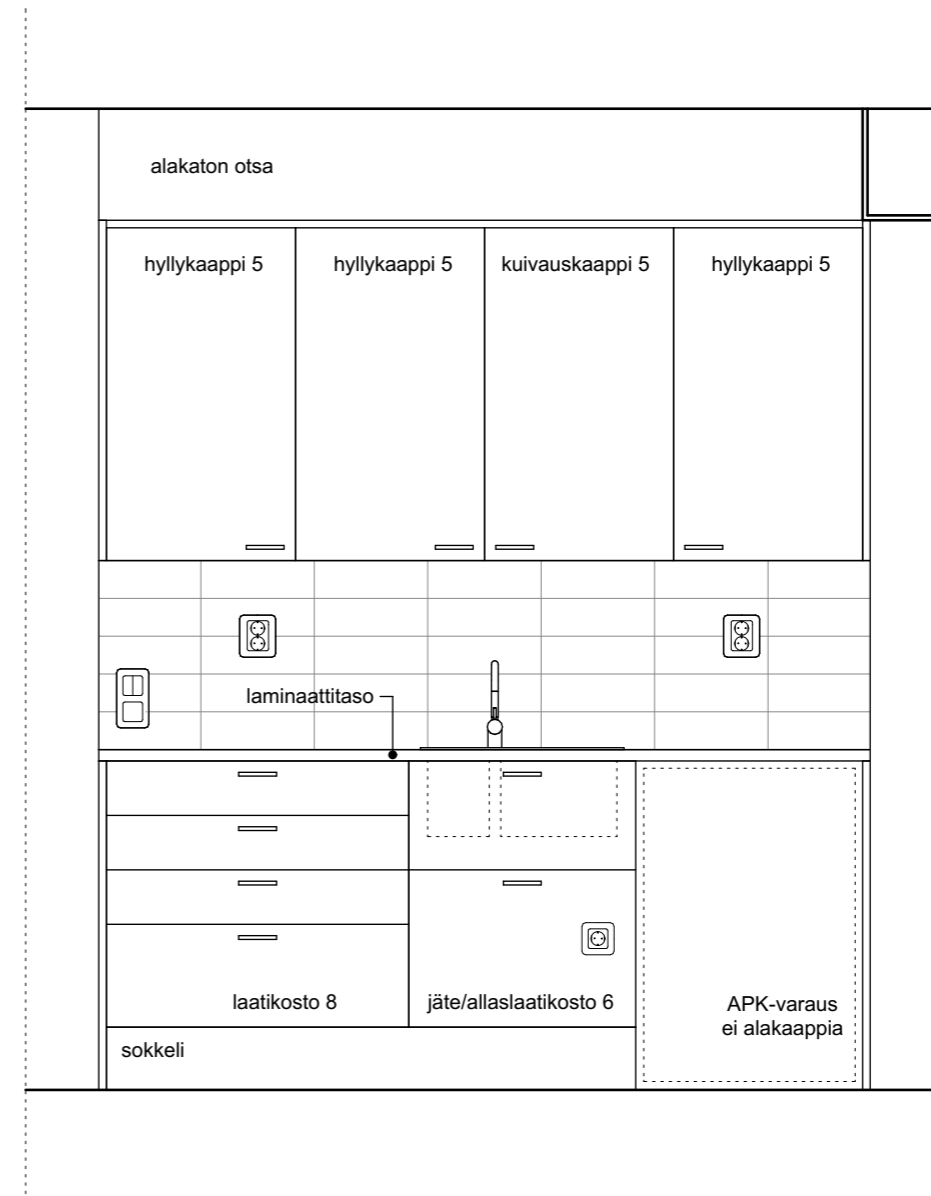 alakaton otsa
hyllykaappi 5
hyllykaappi 5
kuivauskaappi 5
hyllykaappi 5
laminaattitaso
laatikosto 8
jäte/allaslaatikosto 6
APK-varaus
ei alakaappia
sokkeli